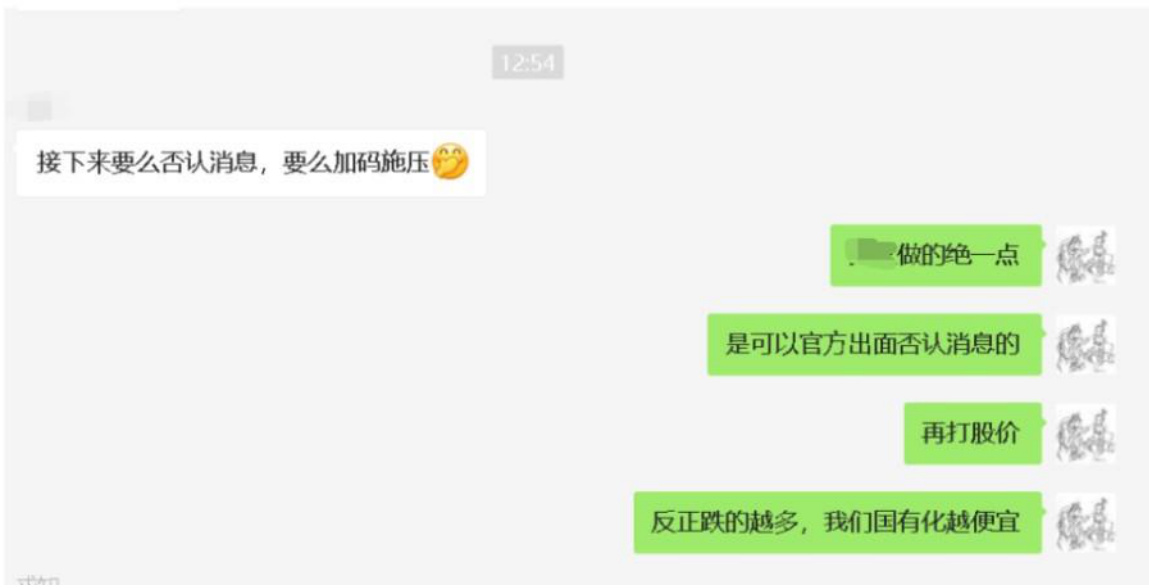 12:54
接下来要么否认消息，要么加码施压
做的绝一点
是可以官方出面否认消息的
再打股价
反正跌的越多，我们国有化越便宜